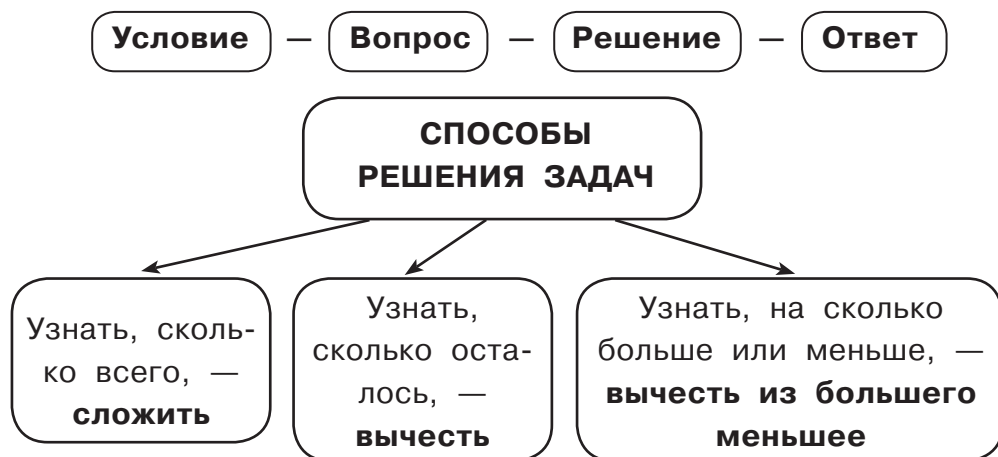 Условие — Вопрос — Решение — Ответ
СПОСОБЫ
РЕШЕНИЯ ЗАДАЧ
Узнать, сколь-
ко всего, —
сложить
Узнать,
сколько оста-
лось, —
вычесть
Узнать, на сколько
больше или меньше, —
вычесть из большего
меньшее